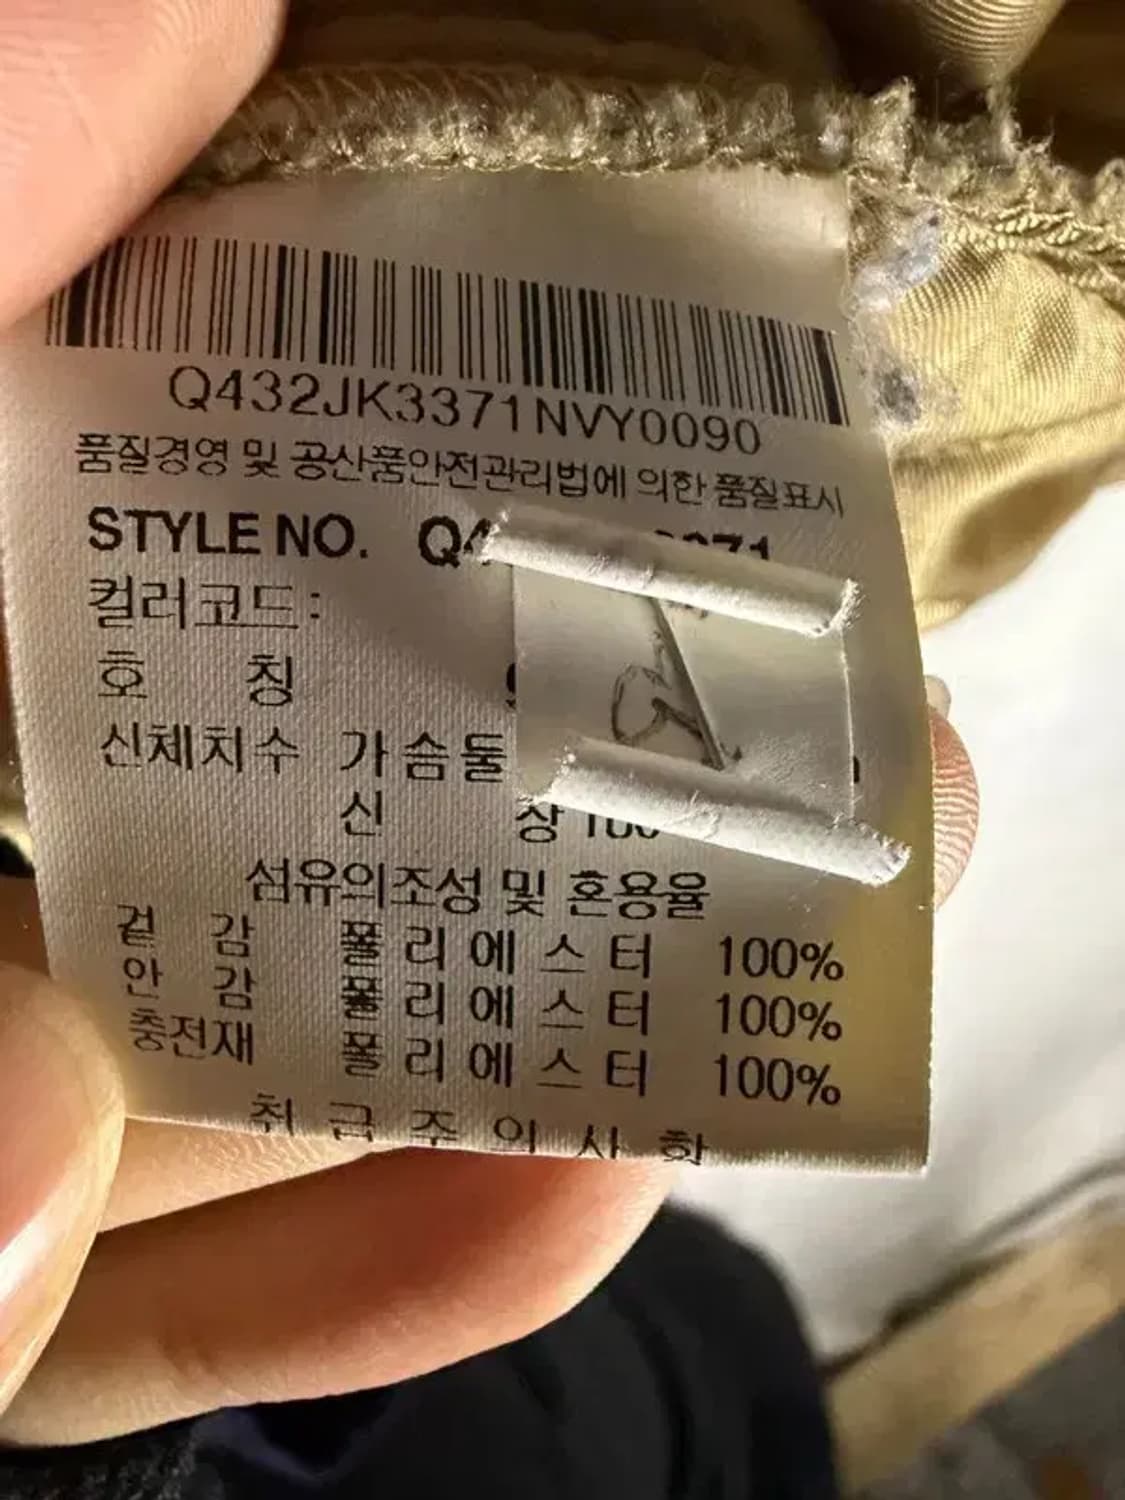 Q432JK3371NVY0090
품질경영 및 공산품안전관리법에 의한 품질표시
STYLE NO.
컬러코드:
호 칭
신체치수 가슴둘
신 장
섬유의조성 및 혼용율
겉 감 폴리에스터 100%
안 감 폴리에스터 100%
충전재 폴리에스터 100%
취급주의사항